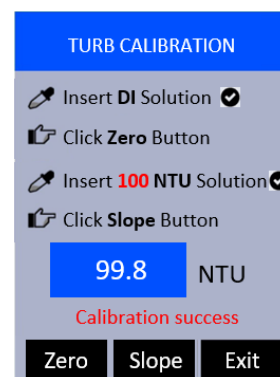 TURB CALIBRATION
Insert DI Solution
Click Zero Button
Insert 100 NTU Solution
Click Slope Button
99.8 NTU
Calibration success
Zero Slope Exit